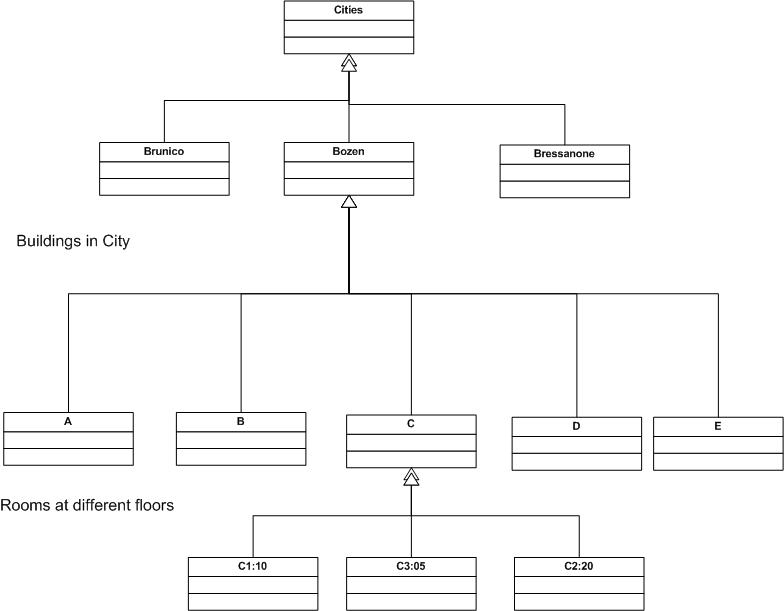 Cities
Brunico
Bozen
Bressanone
Buildings in City
A
B
C
D
E
Rooms at different floors
C1:10
C3:05
C2:20